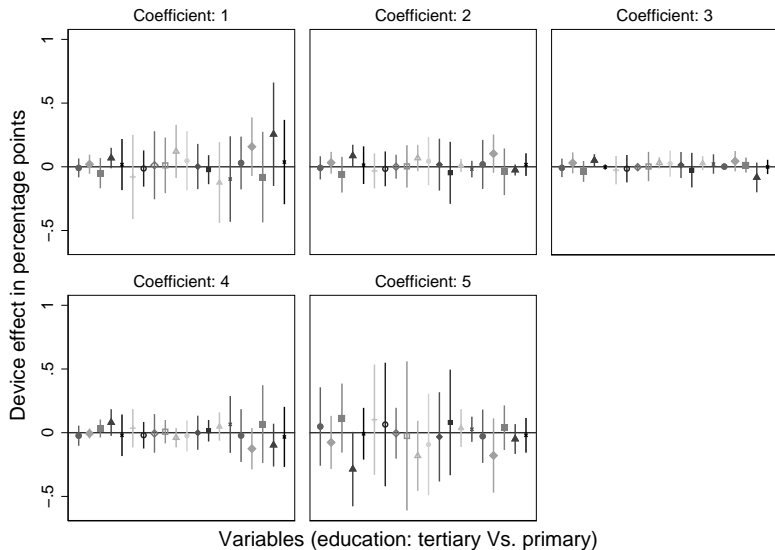 Coefficient: 1
Coefficient: 2
Coefficient: 3
1
.5
0
-.5
Coefficient: 4
Coefficient: 5
1
.5
0
-.5
Device effect in percentage points
Variables (education: tertiary Vs. primary)